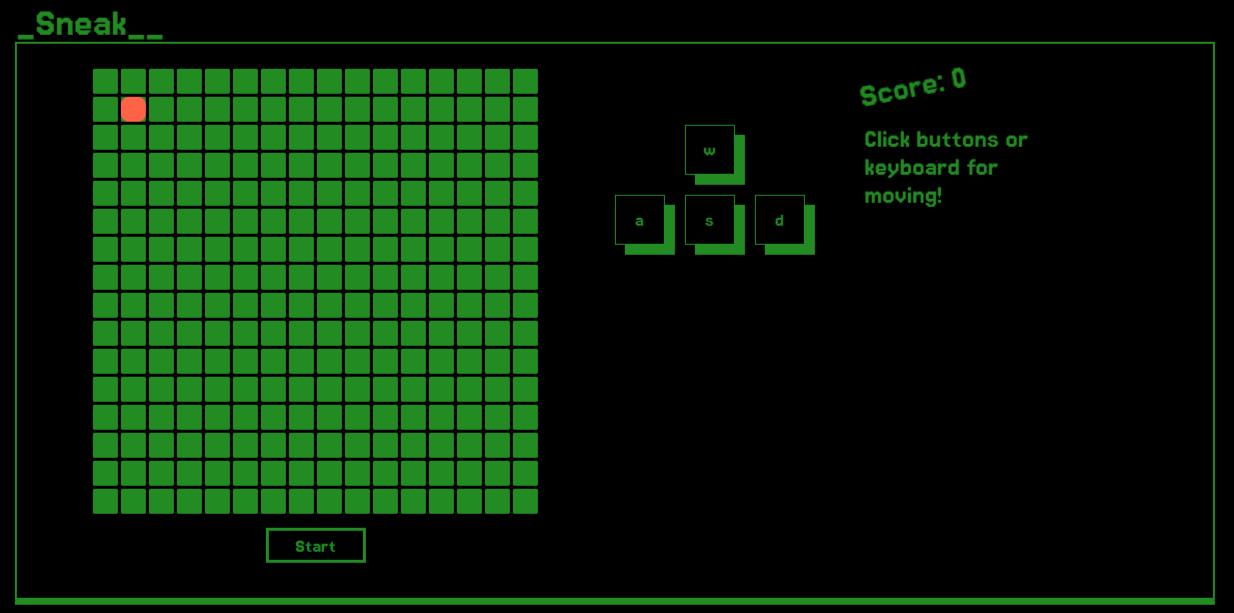 _Sneak__
Score: 0
w
Click buttons or
keyboard for
moving!
a s d
Start